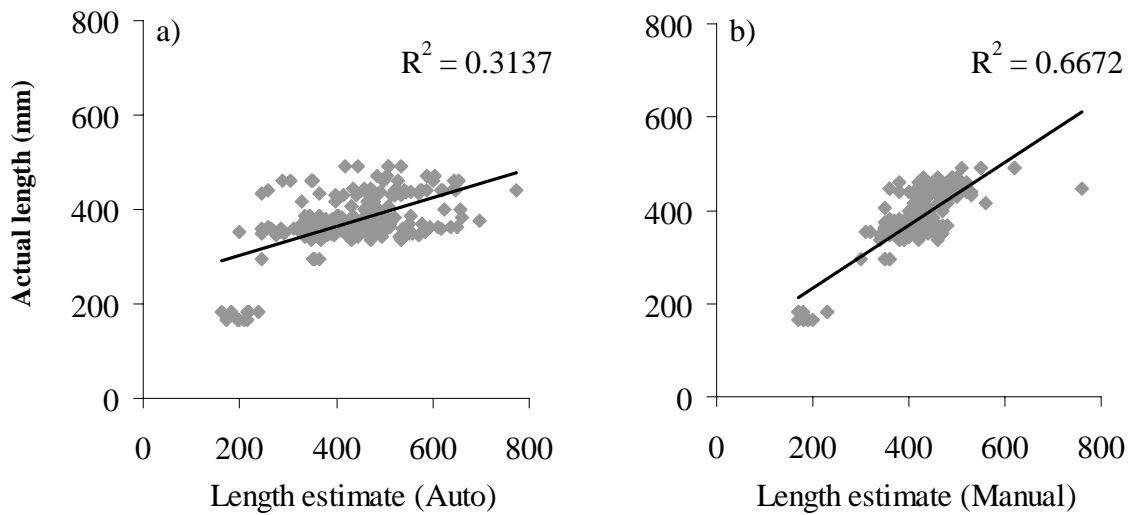 a)
R² = 0.3137
Actual length (mm)
800
600
400
200
0
0 200 400 600 800
Length estimate (Auto)
b)
R² = 0.6672
800
600
400
200
0
0 200 400 600 800
Length estimate (Manual)